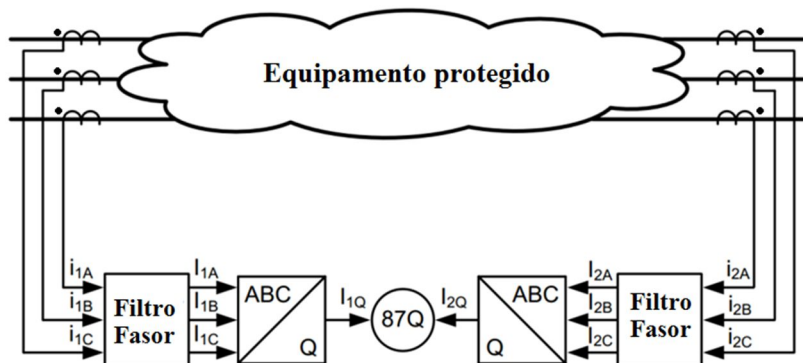 Equipamento protegido
i1A
i1B
i1C
Filtro
Fasor
I1A
I1B
I1C
ABC
Q
I1Q
87Q
I2Q
ABC
Q
I2A
I2B
I2C
Filtro
Fasor
i2A
i2B
i2C